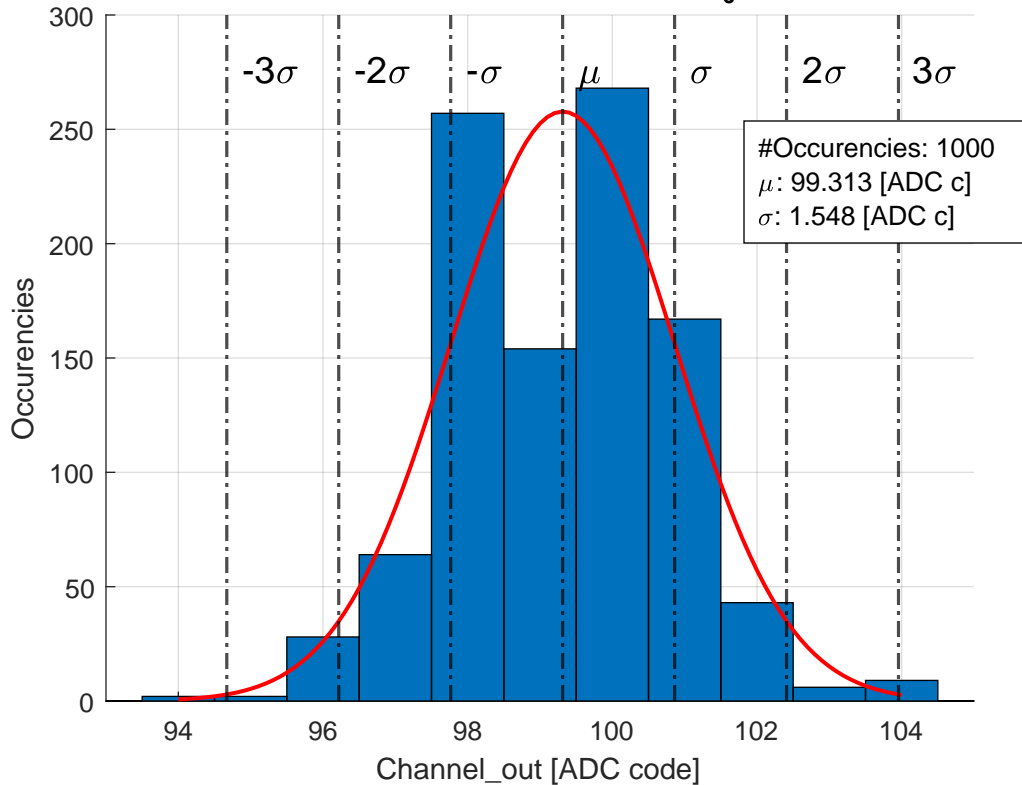 300
-3σ -2σ -σ μ σ 2σ 3σ
250
#Occurencies: 1000
μ: 99.313 [ADC c]
σ: 1.548 [ADC c]
200
Occurencies
150
100
50
0
94 96 98 100 102 104
Channel_out [ADC code]